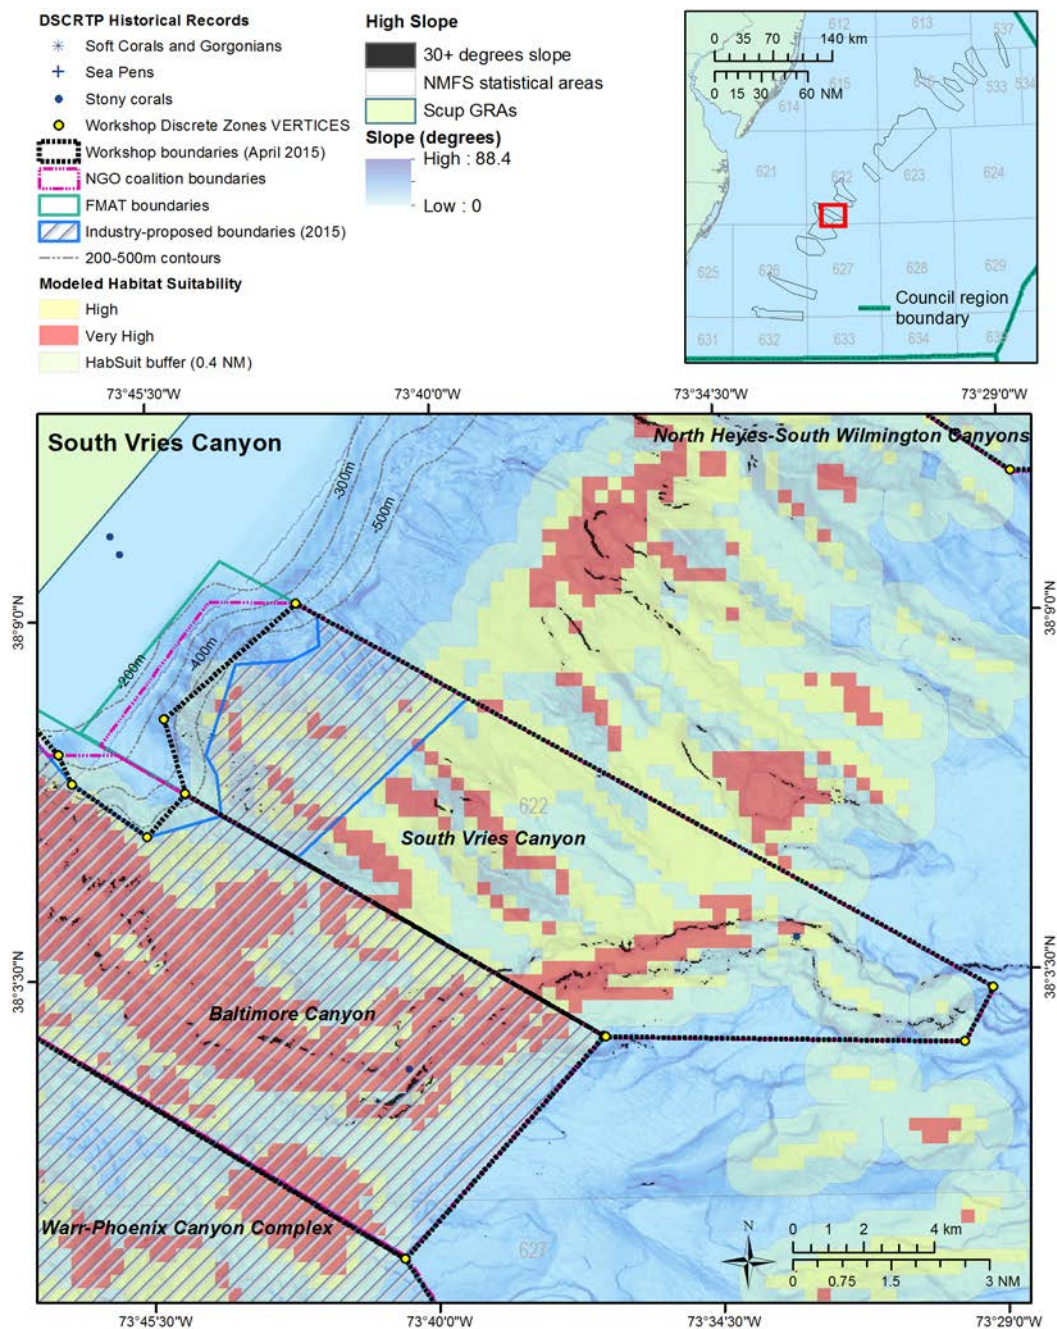 DSCRTP Historical Records
Soft Corals and Gorgonians
Sea Pens
Stony corals
Workshop Discrete Zones VERTICES
Workshop boundaries (April 2015)
NGO coalition boundaries
FMAT boundaries
Industry-proposed boundaries (2015)
200-500m contours
Modeled Habitat Suitability
High
Very High
HabSuit buffer (0.4 NM)
High Slope
30+ degrees slope
NMFS statistical areas
Scup GRAs
Slope (degrees)
High : 88.4
Low : 0
0 35 70 140 km
0 15 30 60 NM
612 613 537
615 533 534
614
621 622 623 624
625 626 627 628 629
631 632 633 634
Council region
boundary
73°45'30"W 73°40'0"W 73°34'30"W 73°29'0"W
South Vries Canyon
North Heyes-South Wilmington Canyons
-300m
-500m
38°9'0"N 38°9'0"N
-400m
-200m
622
South Vries Canyon
38°3'30"N 38°3'30"N
Baltimore Canyon
Warr-Phoenix Canyon Complex
627
N
0 1 2 4 km
0 0.75 1.5 3 NM
73°45'30"W 73°40'0"W 73°34'30"W 73°29'0"W